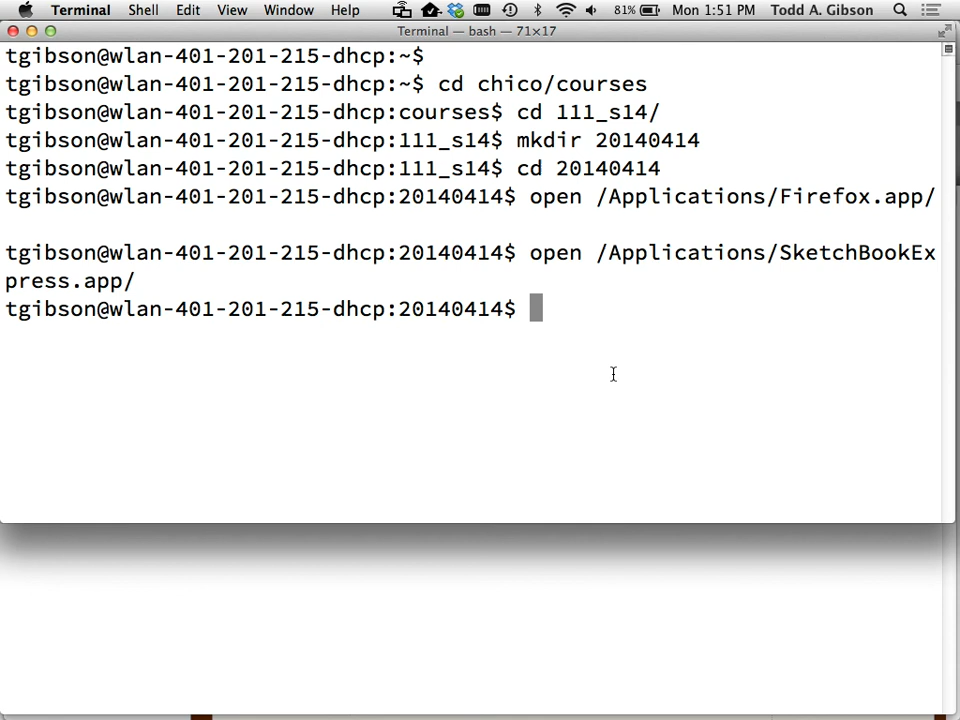 Terminal Shell Edit View Window Help 81% Mon 1:51 PM Todd A. Gibson
Terminal — bash — 71×17
tgibson@wlan-401-201-215-dhcp:~$
tgibson@wlan-401-201-215-dhcp:~$ cd chico/courses
tgibson@wlan-401-201-215-dhcp:courses$ cd 111_s14/
tgibson@wlan-401-201-215-dhcp:111_s14$ mkdir 20140414
tgibson@wlan-401-201-215-dhcp:111_s14$ cd 20140414
tgibson@wlan-401-201-215-dhcp:20140414$ open /Applications/Firefox.app/
tgibson@wlan-401-201-215-dhcp:20140414$ open /Applications/SketchBookEx
press.app/
tgibson@wlan-401-201-215-dhcp:20140414$